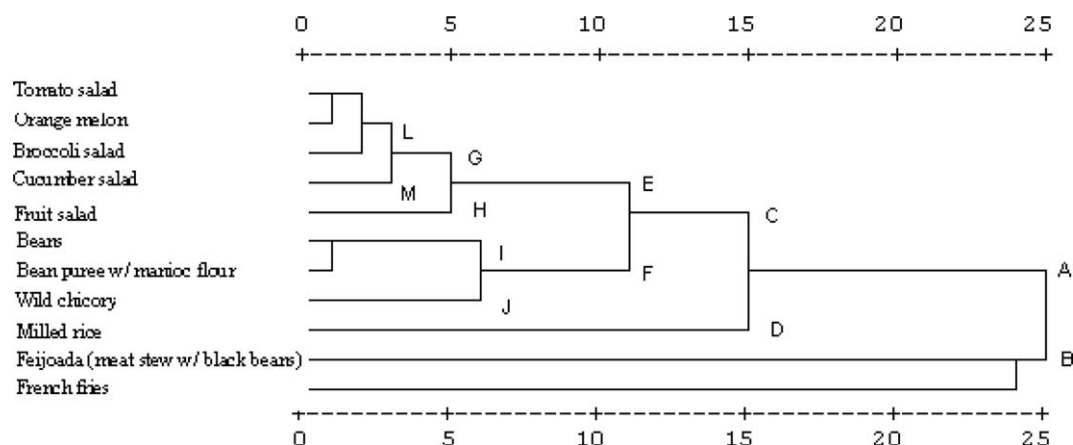 0 5 10 15 20 25
Tomato salad
Orange melon
L
Broccoli salad
G
Cucumber salad
E
M
Fruit salad
H
C
Beans
I
Bean puree w/ manioc flour
F
A
Wild chicory
J
Milled rice
D
Feijoada (meat stew w/ black beans)
B
French fries
0 5 10 15 20 25